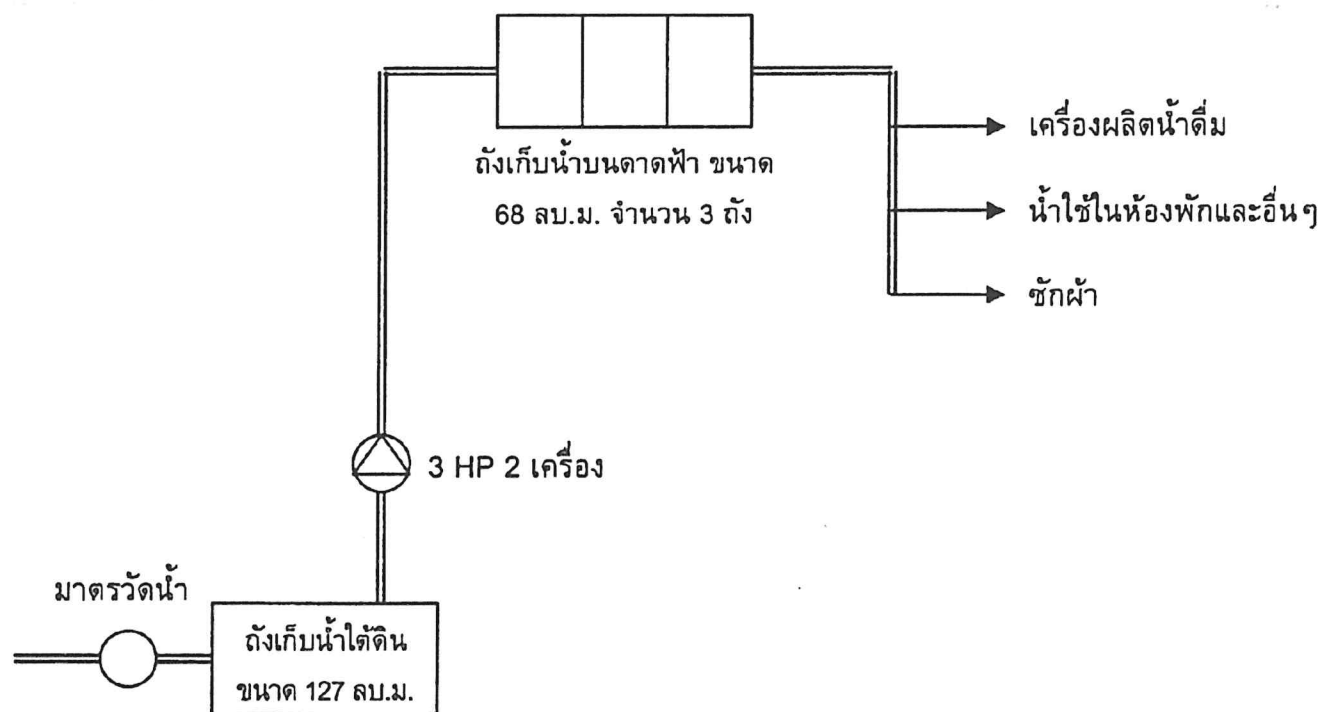 เครื่องผลิตน้ำดื่ม
ถังเก็บน้ำบนดาดฟ้า ขนาด
68 ลบ.ม. จำนวน 3 ถัง
น้ำใช้ในห้องพักและอื่นๆ
ซักผ้า
3 HP 2 เครื่อง
มาตรวัดน้ำ
ถังเก็บน้ำใต้ดิน
ขนาด 127 ลบ.ม.